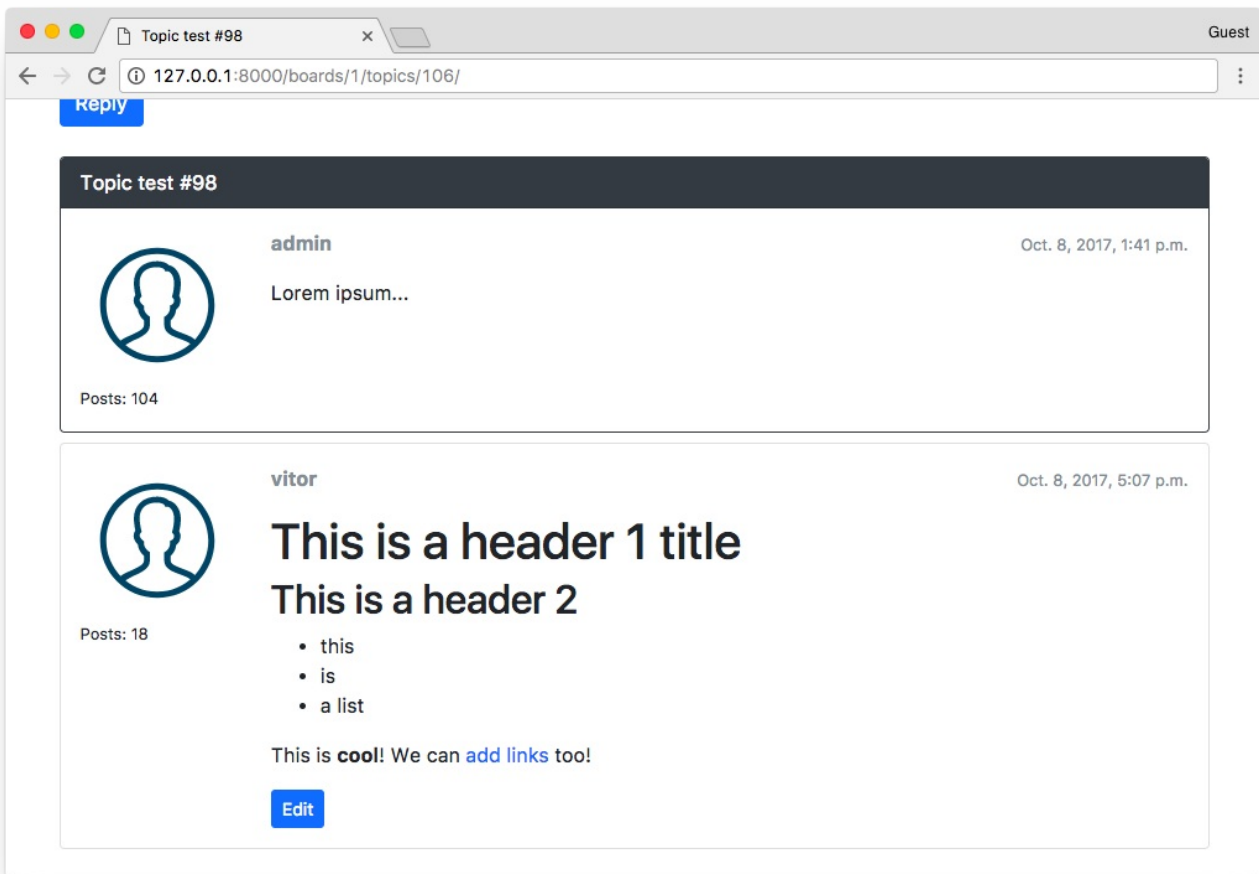 Topic test #98
Guest
127.0.0.1:8000/boards/1/topics/106/
Reply
Topic test #98
admin
Oct. 8, 2017, 1:41 p.m.
Lorem ipsum...
Posts: 104
vitor
Oct. 8, 2017, 5:07 p.m.
This is a header 1 title
This is a header 2
Posts: 18
• this
• is
• a list
This is cool! We can add links too!
Edit